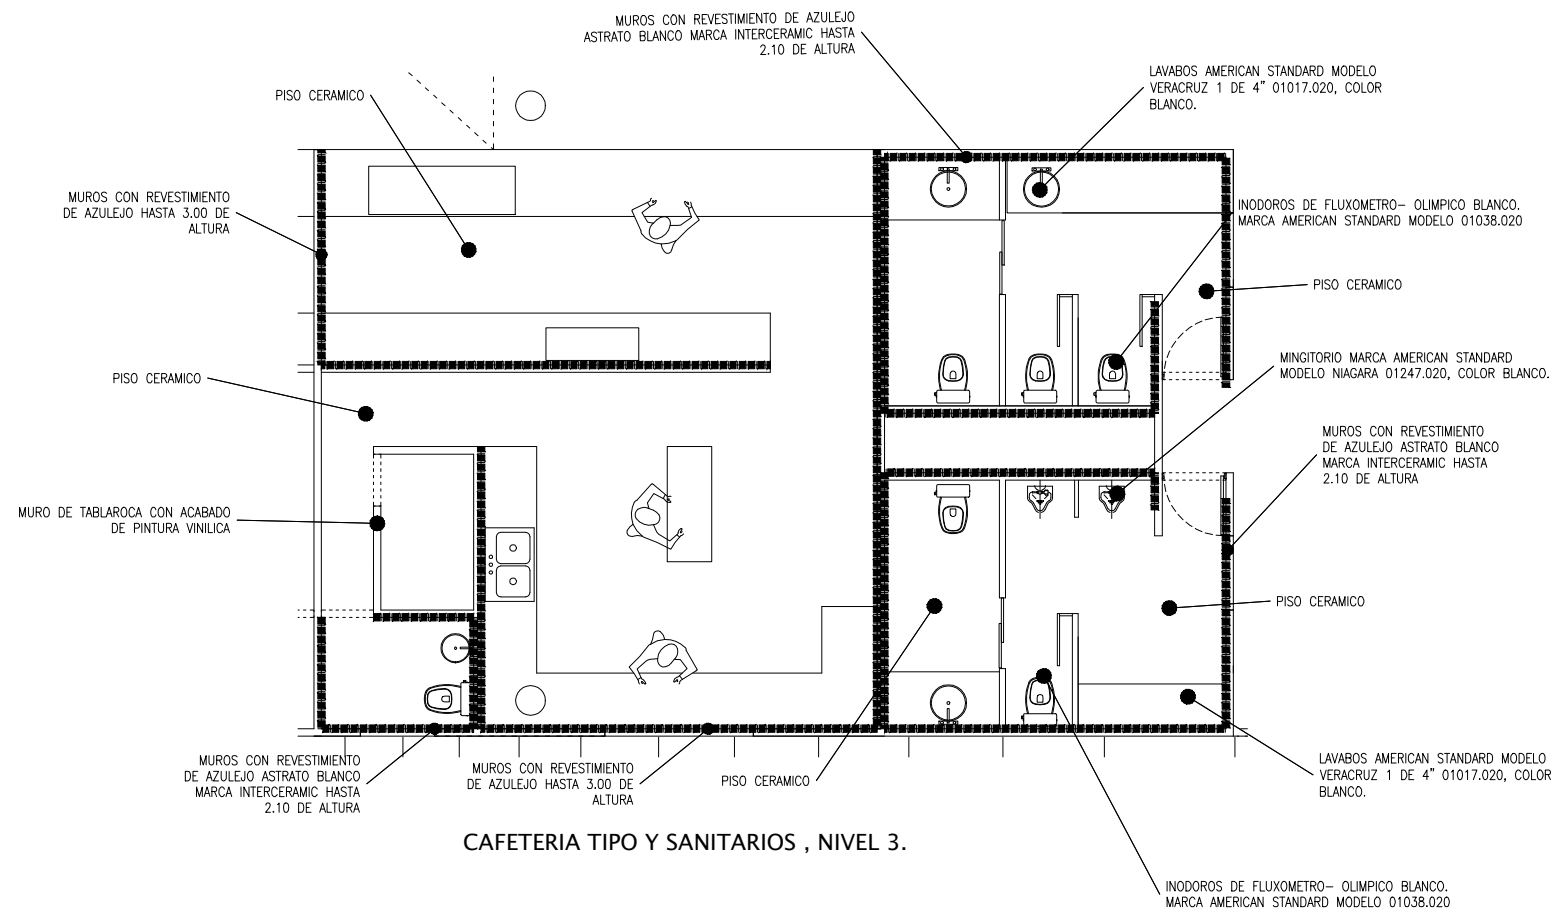 MUROS CON REVESTIMIENTO DE AZULEJO
ASTRATO BLANCO MARCA INTERCERAMIC HASTA
2.10 DE ALTURA
LAVABOS AMERICAN STANDARD MODELO
VERACRUZ 1 DE 4" 01017.020, COLOR
BLANCO.
PISO CERAMICO
MUROS CON REVESTIMIENTO
DE AZULEJO HASTA 3.00 DE
ALTURA
INODOROS DE FLUXOMETRO- OLIMPICO BLANCO.
MARCA AMERICAN STANDARD MODELO 01038.020
PISO CERAMICO
PISO CERAMICO
MINGITORIO MARCA AMERICAN STANDARD
MODELO NIAGARA 01247.020, COLOR BLANCO.
MUROS CON REVESTIMIENTO
DE AZULEJO ASTRATO BLANCO
MARCA INTERCERAMIC HASTA
2.10 DE ALTURA
MURO DE TABLAROCA CON ACABADO
DE PINTURA VINILICA
PISO CERAMICO
MUROS CON REVESTIMIENTO
DE AZULEJO ASTRATO BLANCO
MARCA INTERCERAMIC HASTA
2.10 DE ALTURA
MUROS CON REVESTIMIENTO
DE AZULEJO HASTA 3.00 DE
ALTURA
PISO CERAMICO
LAVABOS AMERICAN STANDARD MODELO
VERACRUZ 1 DE 4" 01017.020, COLOR
BLANCO.
CAFETERIA TIPO Y SANITARIOS , NIVEL 3.
INODOROS DE FLUXOMETRO- OLIMPICO BLANCO.
MARCA AMERICAN STANDARD MODELO 01038.020